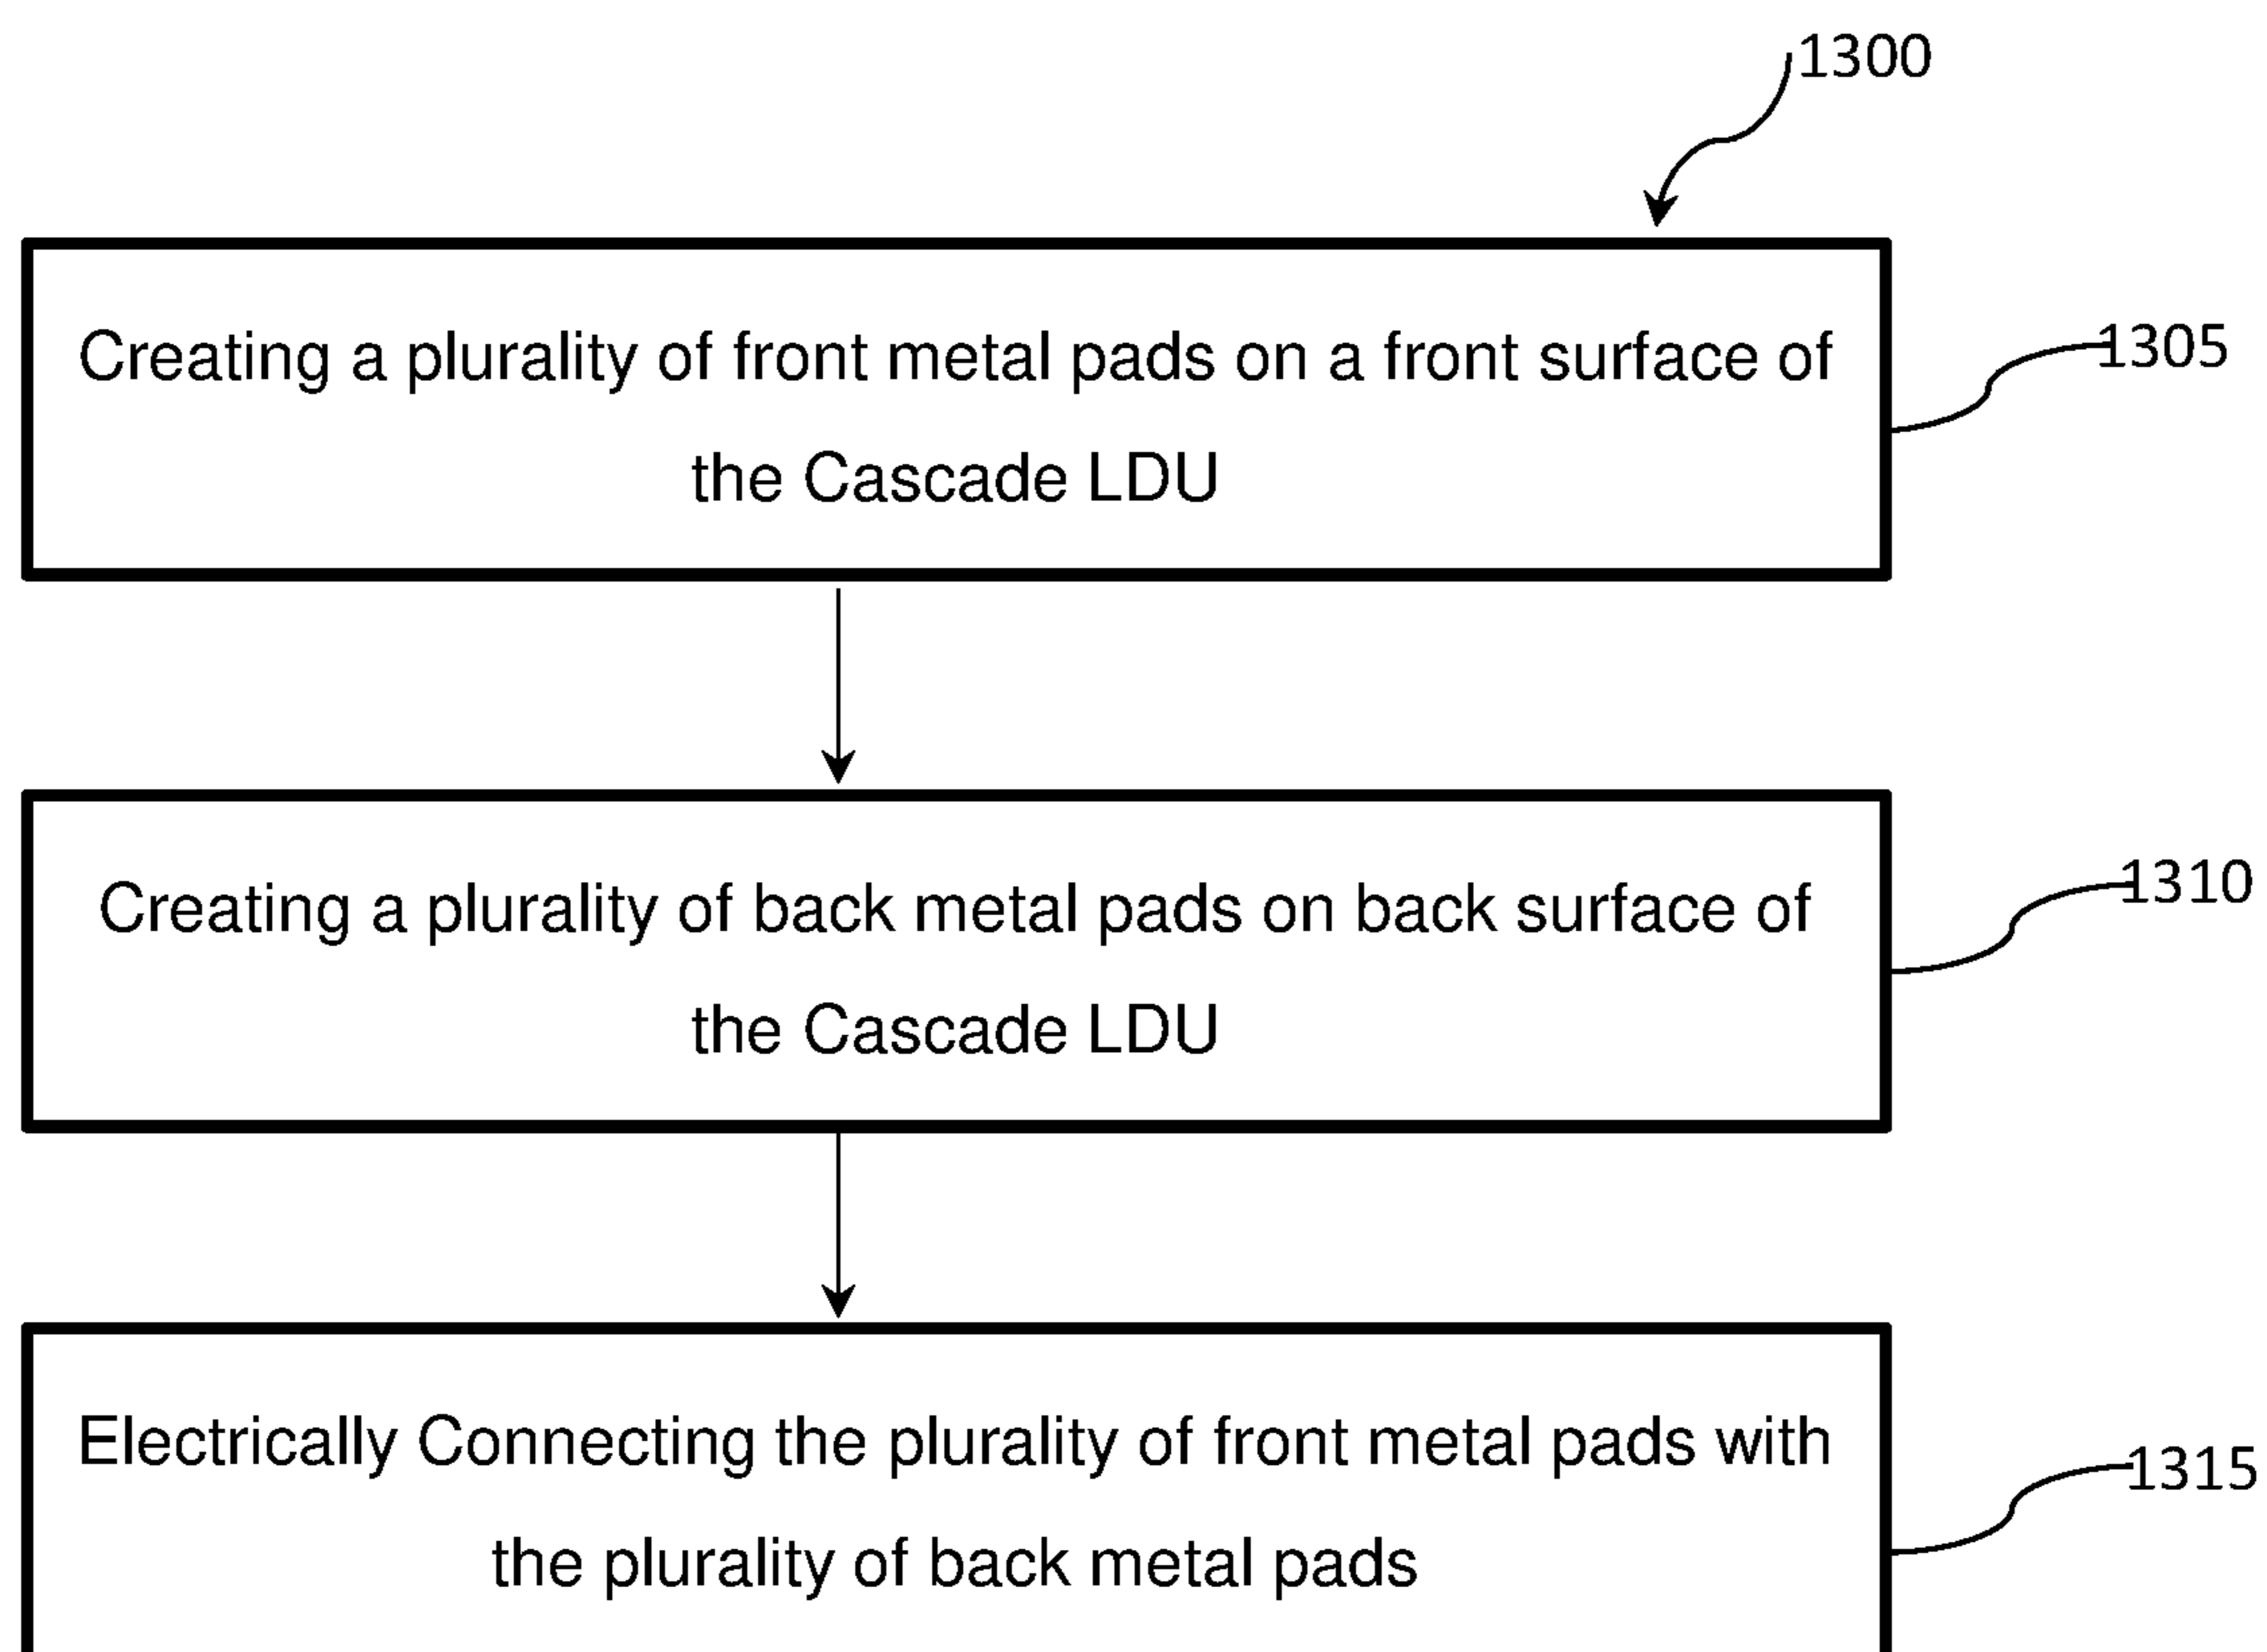 1300
Creating a plurality of front metal pads on a front surface of
the Cascade LDU
1305
Creating a plurality of back metal pads on back surface of
the Cascade LDU
1310
Electrically Connecting the plurality of front metal pads with
the plurality of back metal pads
1315